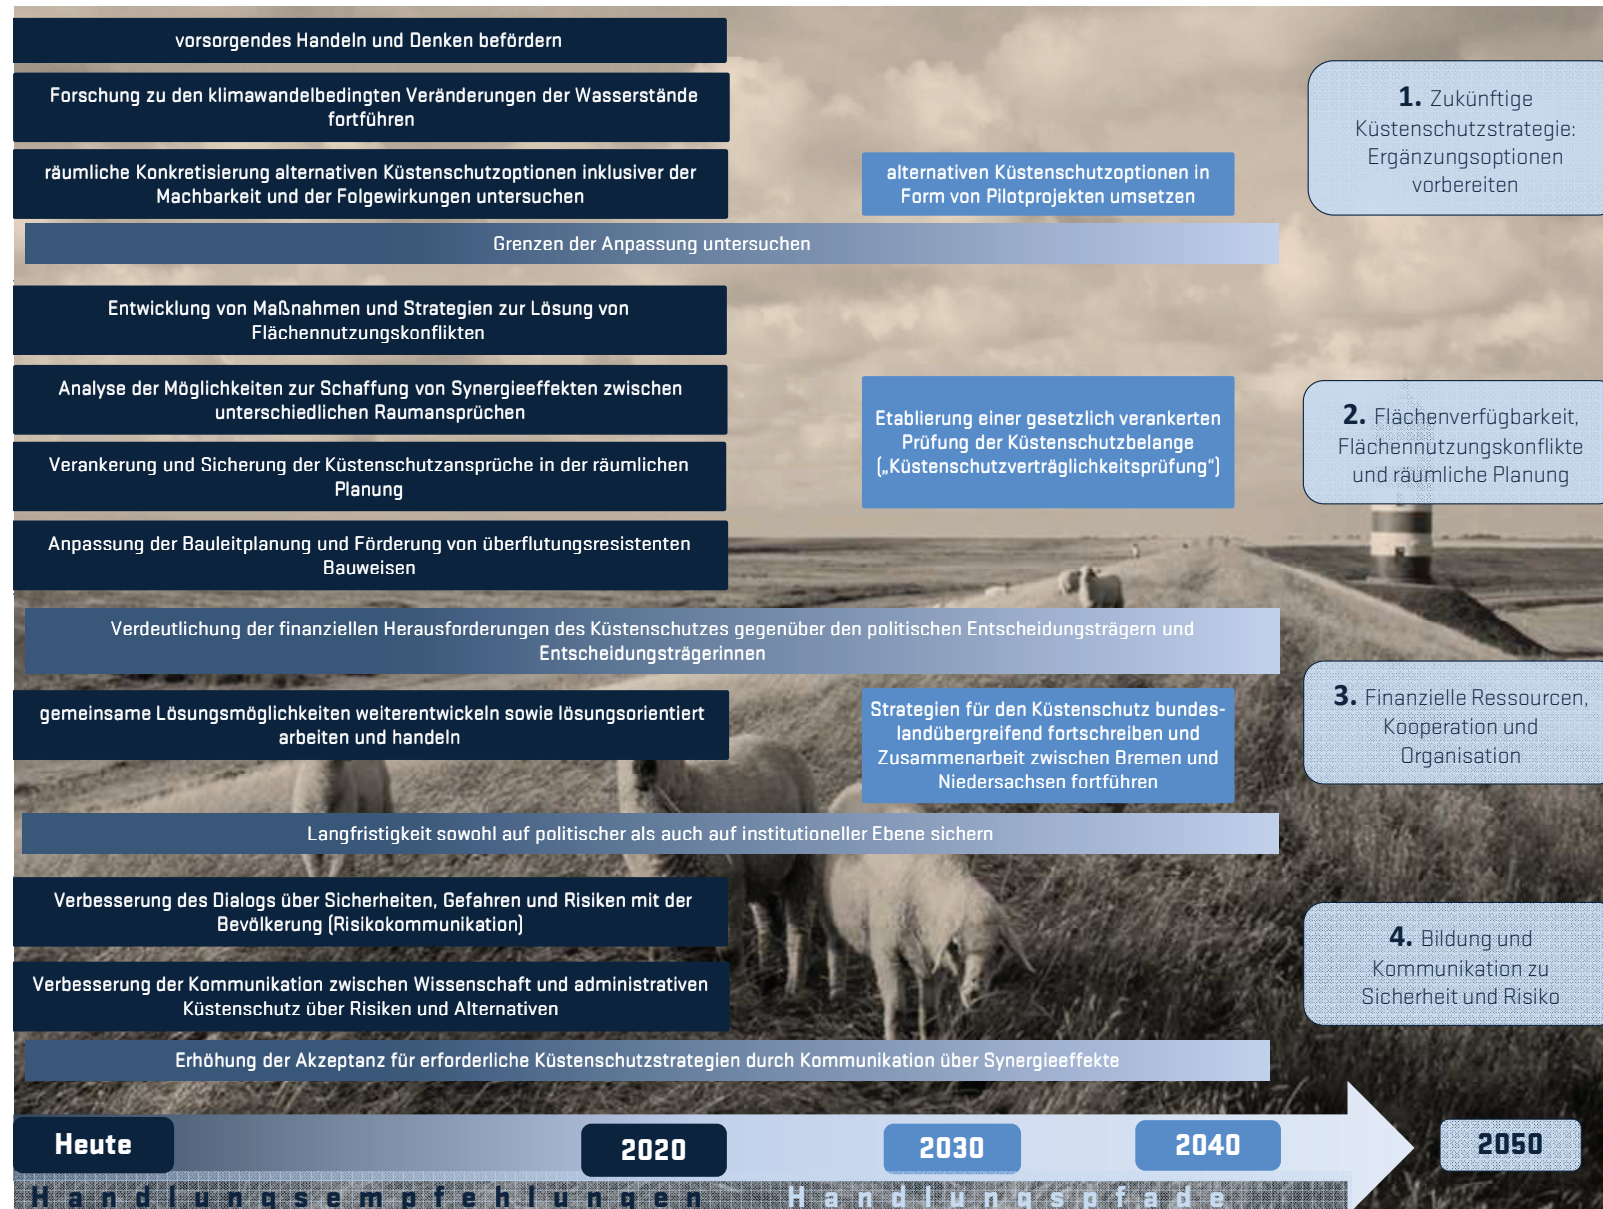 vorsorgendes Handeln und Denken befördern
Forschung zu den klimawandelbedingten Veränderungen der Wasserstände
fortführen
räumliche Konkretisierung alternativen Küstenschutzoptionen inklusiver der
Machbarkeit und der Folgewirkungen untersuchen
alternativen Küstenschutzoptionen in
Form von Pilotprojekten umsetzen
Grenzen der Anpassung untersuchen
1. Zukünftige
Küstenschutzstrategie:
Ergänzungsoptionen
vorbereiten
Entwicklung von Maßnahmen und Strategien zur Lösung von
Flächennutzungskonflikten
Analyse der Möglichkeiten zur Schaffung von Synergieeffekten zwischen
unterschiedlichen Raumansprüchen
Verankerung und Sicherung der Küstenschutzansprüche in der räumlichen
Planung
Anpassung der Bauleitplanung und Förderung von überflutungsresistenten
Bauweisen
Etablierung einer gesetzlich verankerten
Prüfung der Küstenschutzbelange
(„Küstenschutzverträglichkeitsprüfung“)
2. Flächenverfügbarkeit,
Flächennutzungskonflikte
und räumliche Planung
Verdeutlichung der finanziellen Herausforderungen des Küstenschutzes gegenüber den politischen Entscheidungsträgern und
Entscheidungsträgerinnen
gemeinsame Lösungsmöglichkeiten weiterentwickeln sowie lösungsorientiert
arbeiten und handeln
Strategien für den Küstenschutz bundes-
landübergreifend fortschreiben und
Zusammenarbeit zwischen Bremen und
Niedersachsen fortführen
Langfristigkeit sowohl auf politischer als auch auf institutioneller Ebene sichern
3. Finanzielle Ressourcen,
Kooperation und
Organisation
Verbesserung des Dialogs über Sicherheiten, Gefahren und Risiken mit der
Bevölkerung (Risikokommunikation)
Verbesserung der Kommunikation zwischen Wissenschaft und administrativen
Küstenschutz über Risiken und Alternativen
Erhöhung der Akzeptanz für erforderliche Küstenschutzstrategien durch Kommunikation über Synergieeffekte
4. Bildung und
Kommunikation zu
Sicherheit und Risiko
Heute
2020
2030
2040
2050
Handlungsempfehlungen
Handlungspfade